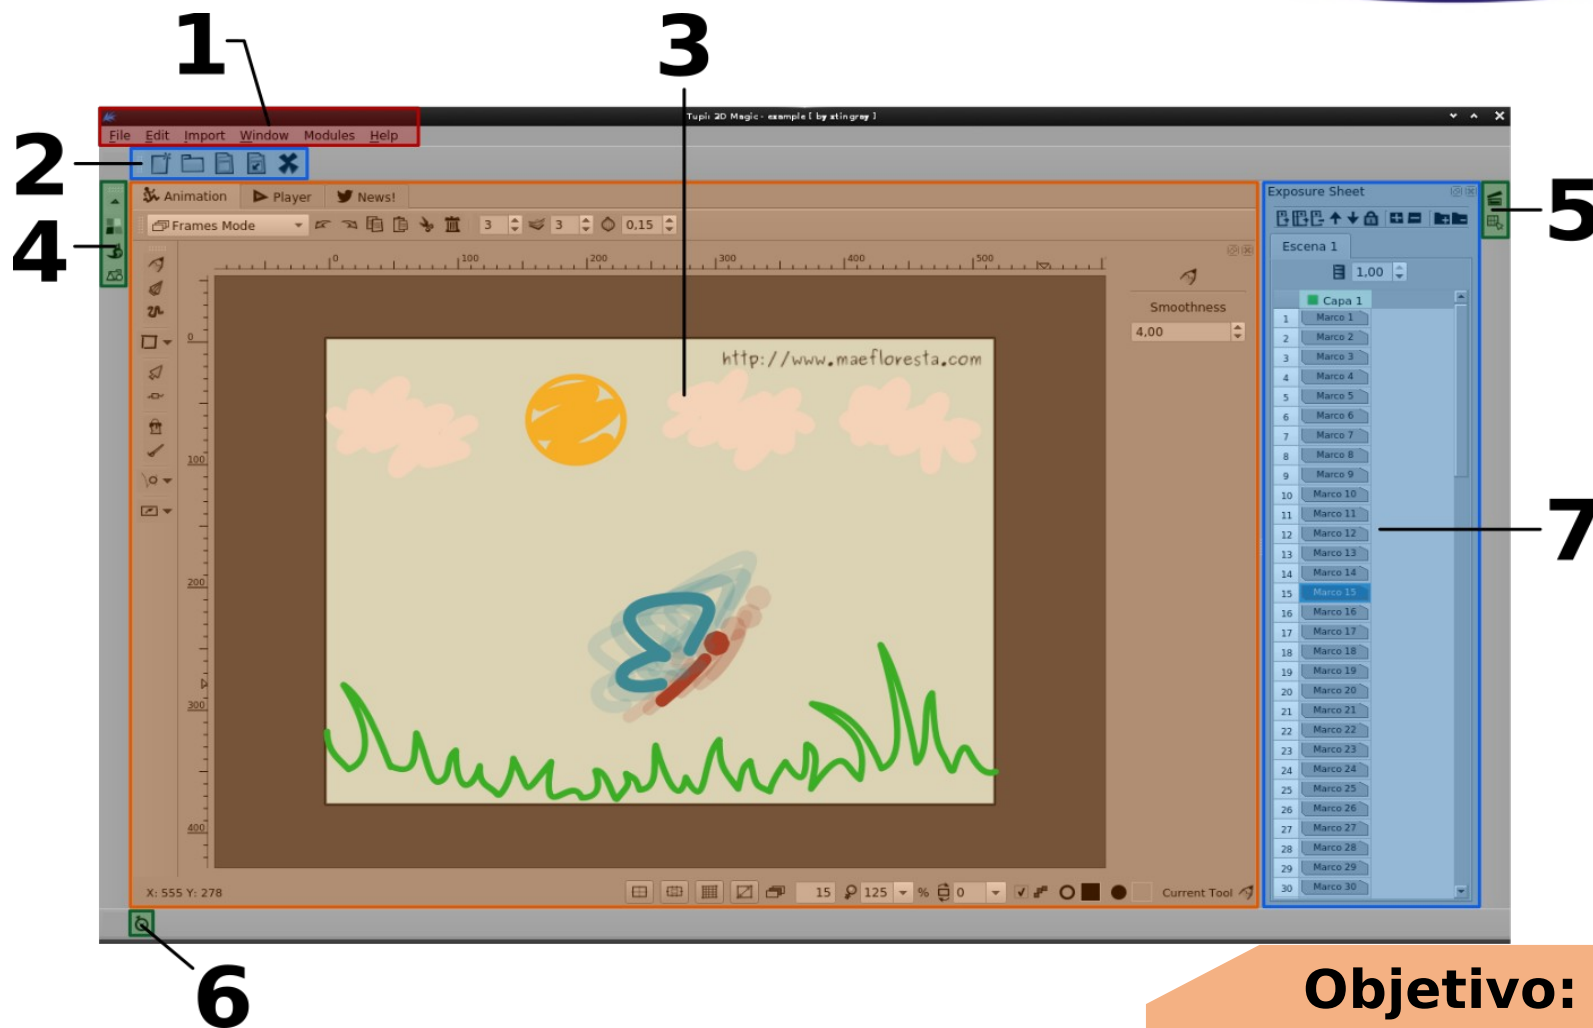 1
3
Tupi: 2D Magic - example [ by xtingray ]
File Edit Import Window Modules Help
2
Animation Player News!
Exposure Sheet
5
4
Frames Mode 3 3 0,15
Escena 1
0 100 200 300 400 500
1,00
Smoothness
4,00
Capa 1
0
http://www.maefloresta.com
1 Marco 1
2 Marco 2
3 Marco 3
4 Marco 4
5 Marco 5
6 Marco 6
7 Marco 7
8 Marco 8
100
9 Marco 9
10 Marco 10
11 Marco 11
12 Marco 12
7
13 Marco 13
14 Marco 14
200
15 Marco 15
16 Marco 16
17 Marco 17
18 Marco 18
19 Marco 19
20 Marco 20
300
21 Marco 21
22 Marco 22
23 Marco 23
24 Marco 24
25 Marco 25
26 Marco 26
400
27 Marco 27
28 Marco 28
29 Marco 29
30 Marco 30
X: 555 Y: 278 15 125 % 0 Current Tool
6
Objetivo: